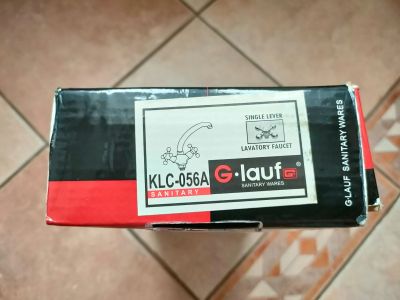 SINGLE LEVER
LAVATORY FAUCET
KLC-056A
SANITARY
G·lauf G ®
SANITARY WARES
G·LAUF SANITARY WARES